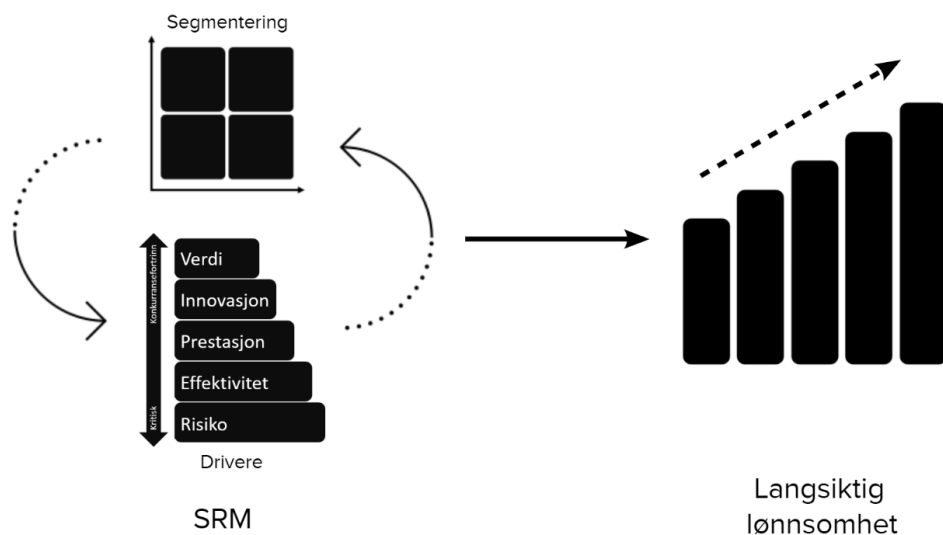 Segmentering
Konkurransefortrinn
Kritisk
Verdi
Innovasjon
Prestasjon
Effektivitet
Risiko
Drivere
SRM
Langsiktig
lønnsomhet